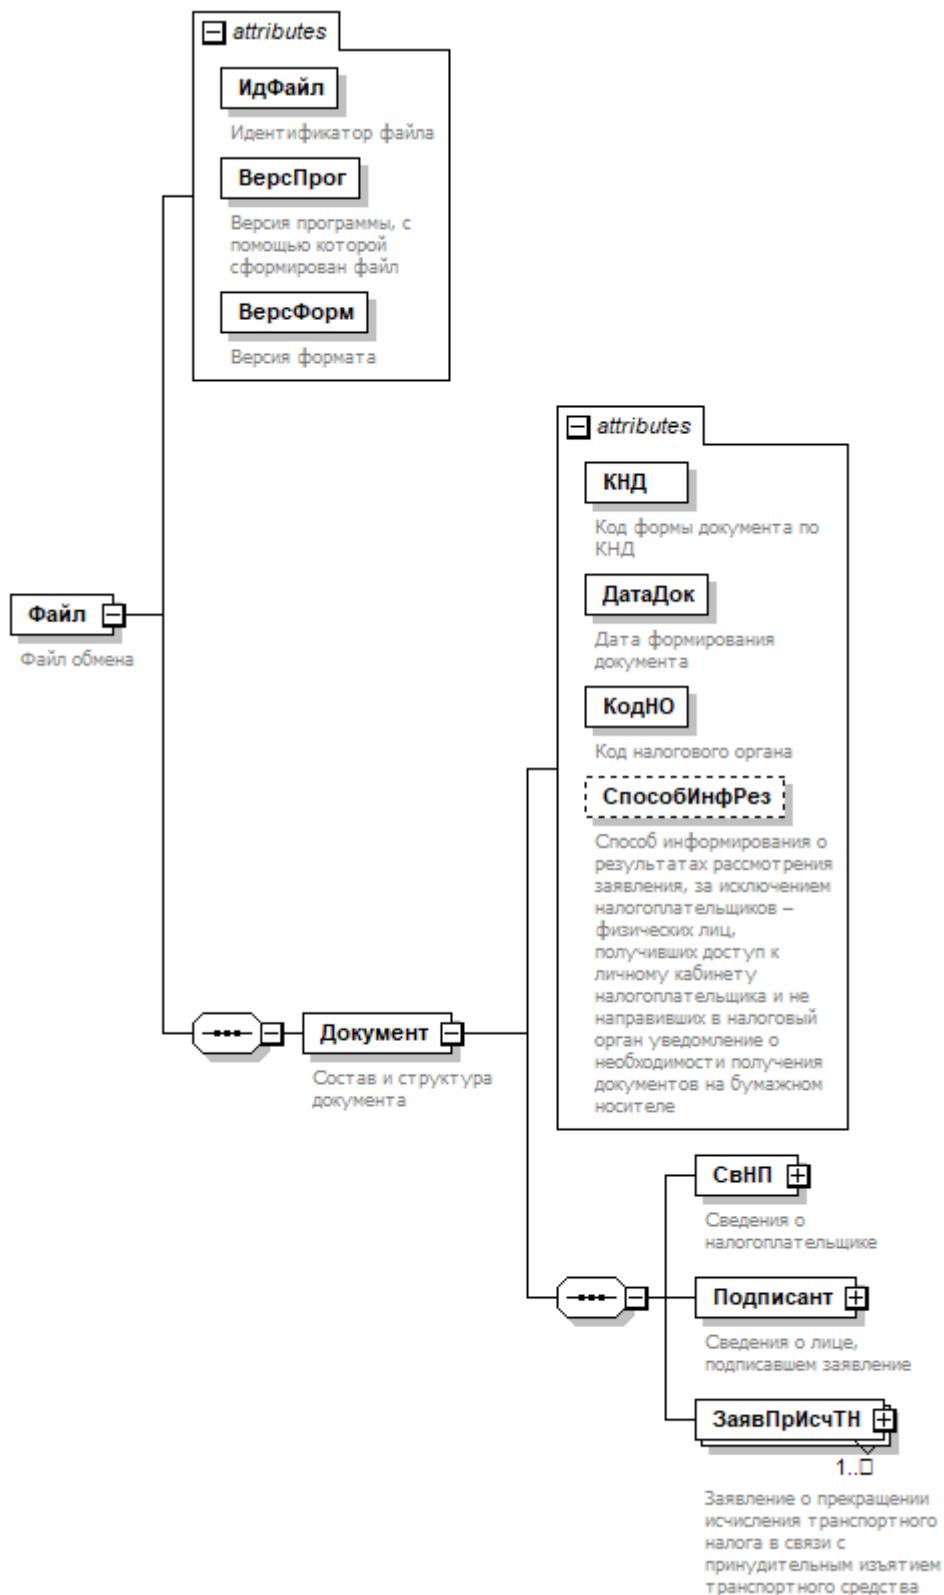 attributes
ИдФайл
Идентификатор файла
ВерсПрог
Версия программы, с
помощью которой
сформирован файл
ВерсФорм
Версия формата
Файл
Файл обмена
attributes
КНД
Код формы документа по
КНД
ДатаДок
Дата формирования
документа
КодНО
Код налогового органа
СпособИнфРез
Способ информирования о
результатах рассмотрения
заявления, за исключением
налогоплательщиков –
физических лиц,
получивших доступ к
личному кабинету
налогоплательщика и не
направивших в налоговый
орган уведомление о
необходимости получения
документов на бумажном
носителе
Документ
Состав и структура
документа
СвНП
Сведения о
налогоплательщике
Подписант
Сведения о лице,
подписавшем заявление
ЗаявПрИсчТН
1..□
Заявление о прекращении
исчисления транспортного
налога в связи с
принудительным изъятием
транспортного средства